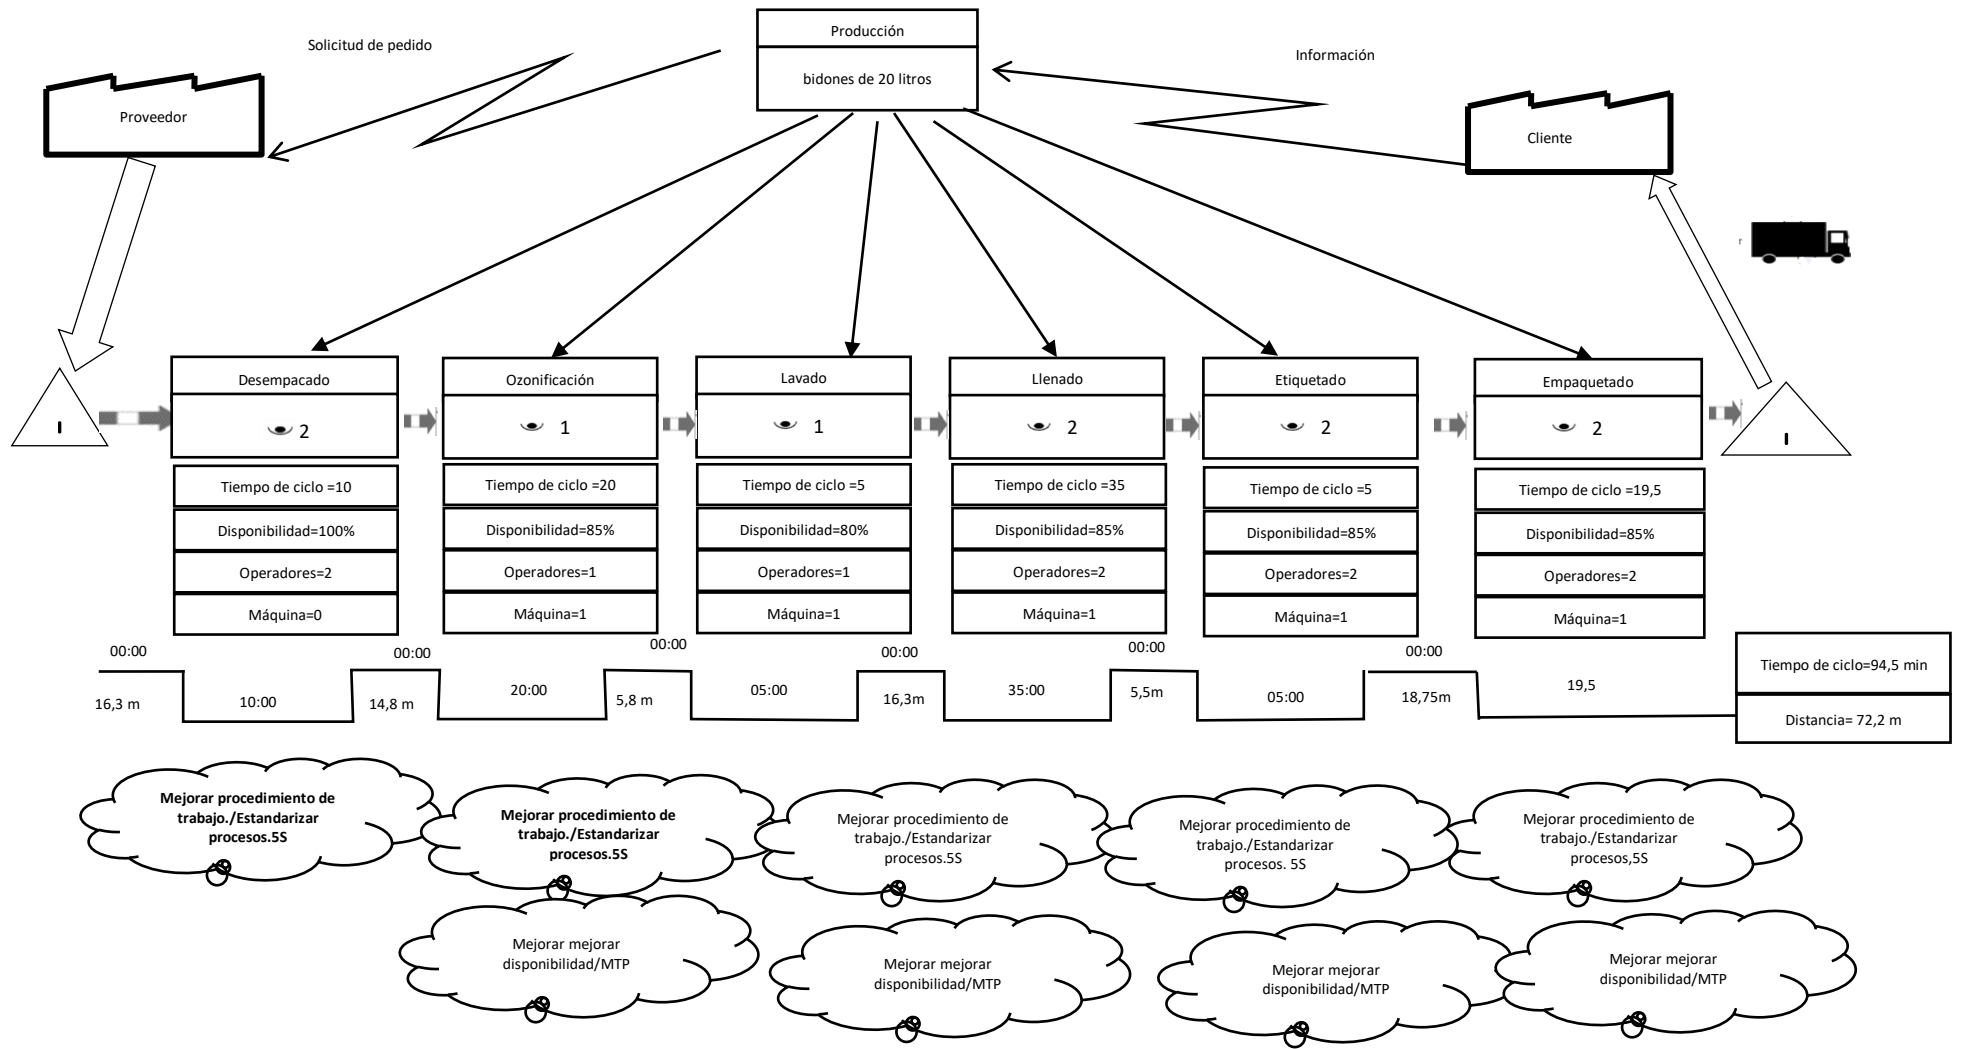 Producción
Solicitud de pedido
Información
bidones de 20 litros
Proveedor
Cliente
r
Desempacado
Ozonificación
Lavado
Llenado
Etiquetado
Empaquetado
I
2
1
1
2
2
2
I
Tiempo de ciclo =10
Tiempo de ciclo =20
Tiempo de ciclo =5
Tiempo de ciclo =35
Tiempo de ciclo =5
Tiempo de ciclo =19,5
Disponibilidad=100%
Disponibilidad=85%
Disponibilidad=80%
Disponibilidad=85%
Disponibilidad=85%
Disponibilidad=85%
Operadores=2
Operadores=1
Operadores=1
Operadores=2
Operadores=2
Operadores=2
Máquina=0
Máquina=1
Máquina=1
Máquina=1
Máquina=1
Máquina=1
00:00
00:00
00:00
00:00
00:00
00:00
16,3 m
10:00
14,8 m
20:00
5,8 m
05:00
16,3m
35:00
5,5m
05:00
18,75m
19,5
Tiempo de ciclo=94,5 min
Distancia= 72,2 m
Mejorar procedimiento de
trabajo./Estandarizar
procesos.5S
Mejorar procedimiento de
trabajo./Estandarizar
procesos.5S
Mejorar procedimiento de
trabajo./Estandarizar
procesos.5S
Mejorar procedimiento de
trabajo./Estandarizar
procesos. 5S
Mejorar procedimiento de
trabajo./Estandarizar
procesos,5S
Mejorar mejorar
disponibilidad/MTP
Mejorar mejorar
disponibilidad/MTP
Mejorar mejorar
disponibilidad/MTP
Mejorar mejorar
disponibilidad/MTP